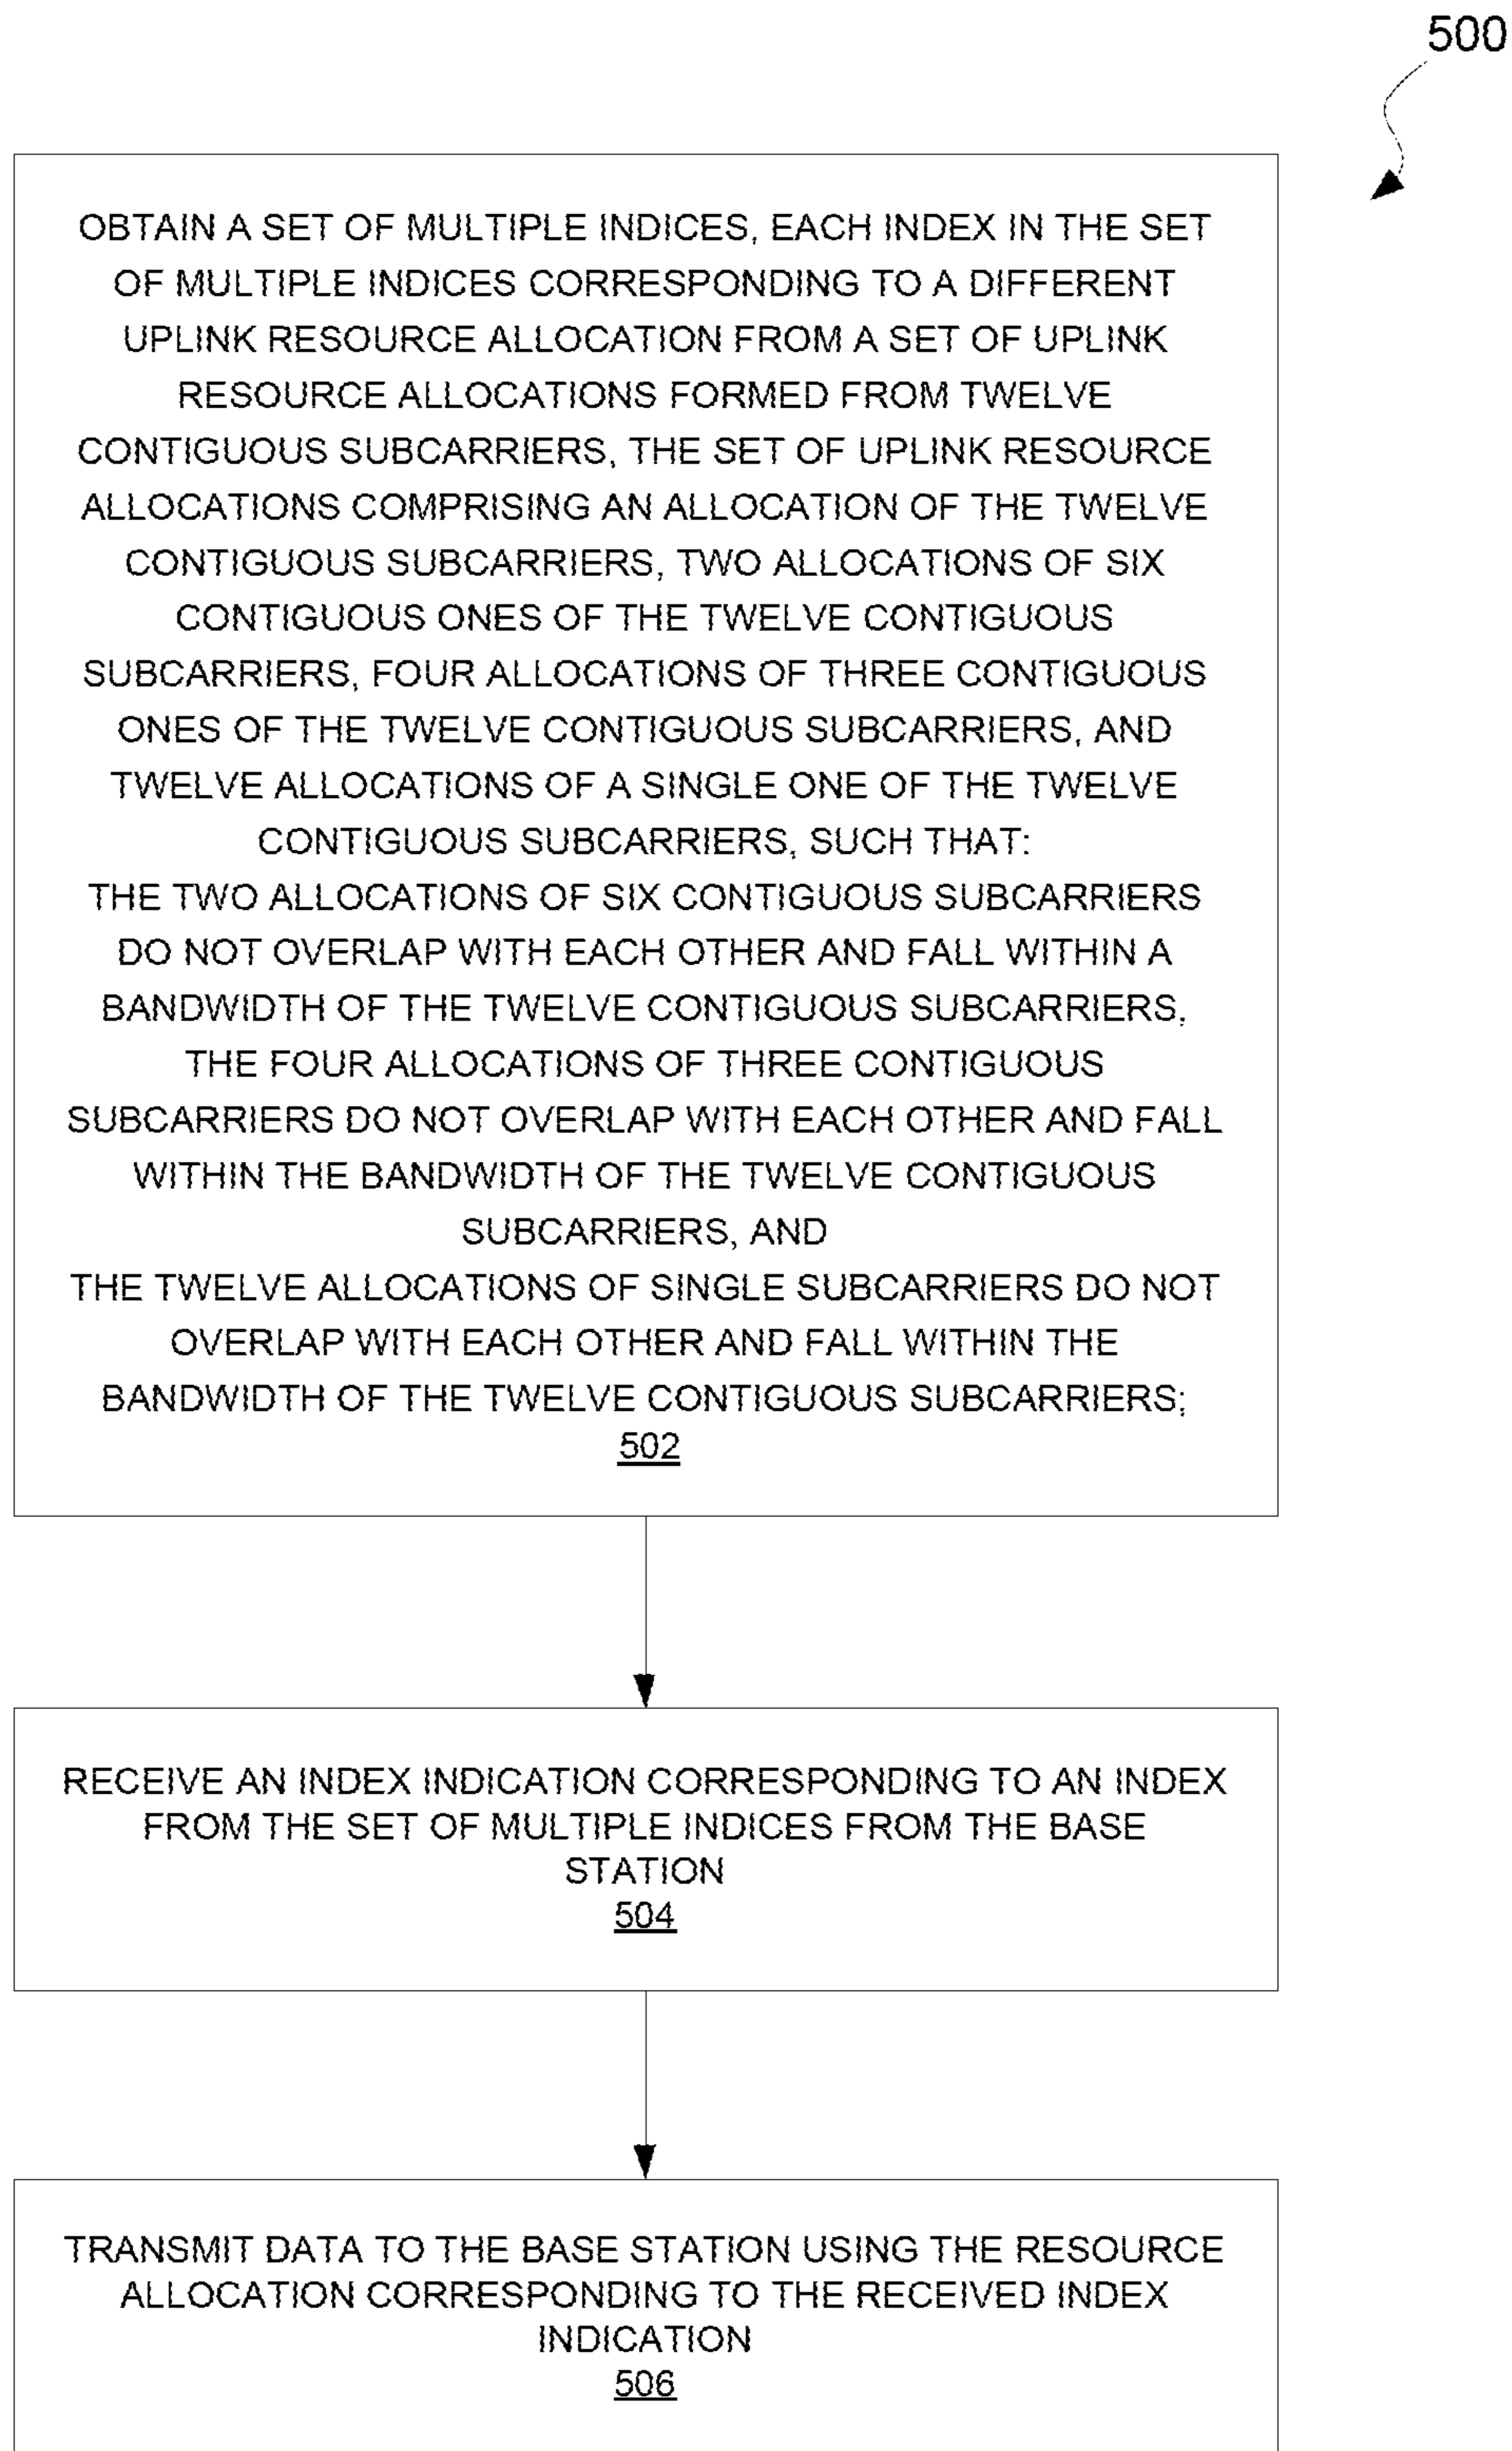 500
OBTAIN A SET OF MULTIPLE INDICES, EACH INDEX IN THE SET
OF MULTIPLE INDICES CORRESPONDING TO A DIFFERENT
UPLINK RESOURCE ALLOCATION FROM A SET OF UPLINK
RESOURCE ALLOCATIONS FORMED FROM TWELVE
CONTIGUOUS SUBCARRIERS, THE SET OF UPLINK RESOURCE
ALLOCATIONS COMPRISING AN ALLOCATION OF THE TWELVE
CONTIGUOUS SUBCARRIERS, TWO ALLOCATIONS OF SIX
CONTIGUOUS ONES OF THE TWELVE CONTIGUOUS
SUBCARRIERS, FOUR ALLOCATIONS OF THREE CONTIGUOUS
ONES OF THE TWELVE CONTIGUOUS SUBCARRIERS, AND
TWELVE ALLOCATIONS OF A SINGLE ONE OF THE TWELVE
CONTIGUOUS SUBCARRIERS, SUCH THAT:
THE TWO ALLOCATIONS OF SIX CONTIGUOUS SUBCARRIERS
DO NOT OVERLAP WITH EACH OTHER AND FALL WITHIN A
BANDWIDTH OF THE TWELVE CONTIGUOUS SUBCARRIERS,
THE FOUR ALLOCATIONS OF THREE CONTIGUOUS
SUBCARRIERS DO NOT OVERLAP WITH EACH OTHER AND FALL
WITHIN THE BANDWIDTH OF THE TWELVE CONTIGUOUS
SUBCARRIERS, AND
THE TWELVE ALLOCATIONS OF SINGLE SUBCARRIERS DO NOT
OVERLAP WITH EACH OTHER AND FALL WITHIN THE
BANDWIDTH OF THE TWELVE CONTIGUOUS SUBCARRIERS;
502
RECEIVE AN INDEX INDICATION CORRESPONDING TO AN INDEX
FROM THE SET OF MULTIPLE INDICES FROM THE BASE
STATION
504
TRANSMIT DATA TO THE BASE STATION USING THE RESOURCE
ALLOCATION CORRESPONDING TO THE RECEIVED INDEX
INDICATION
506